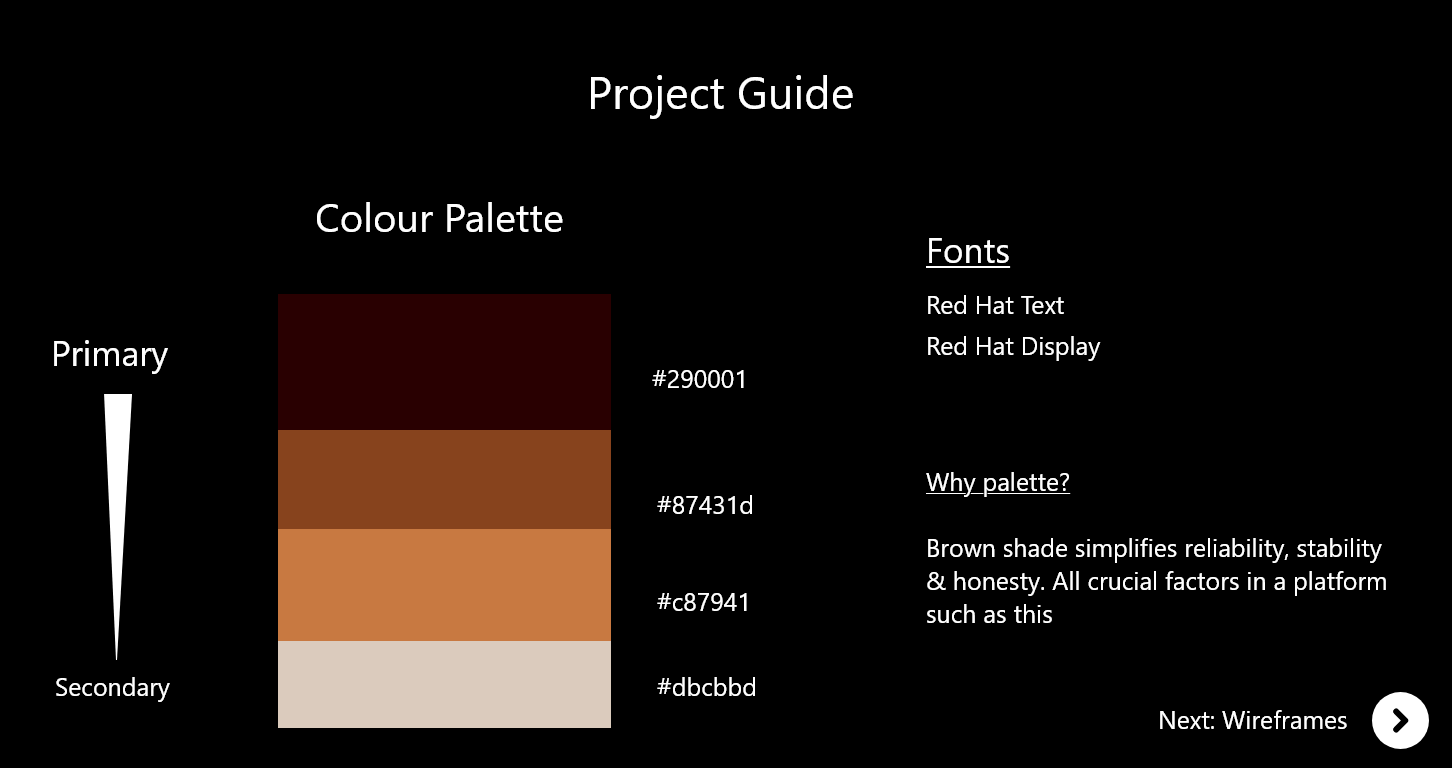 Project Guide
Colour Palette
Primary
Secondary
#290001
#87431d
#c87941
#dbcbbd
Fonts
Red Hat Text
Red Hat Display
Why palette?
Brown shade simplifies reliability, stability
& honesty. All crucial factors in a platform
such as this
Next: Wireframes